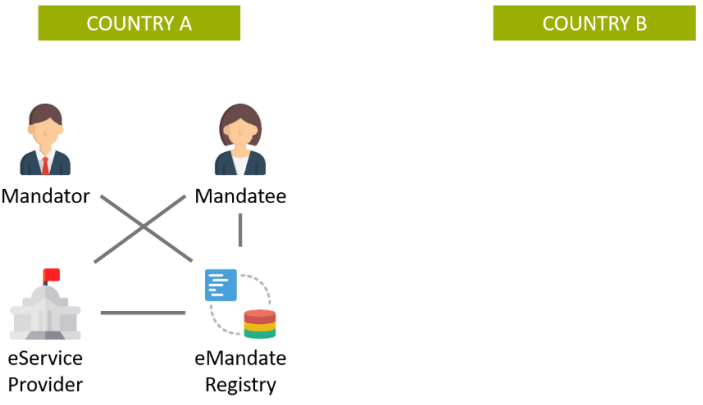 COUNTRY A
COUNTRY B
Mandator
Mandatee
eService
Provider
eMandate
Registry